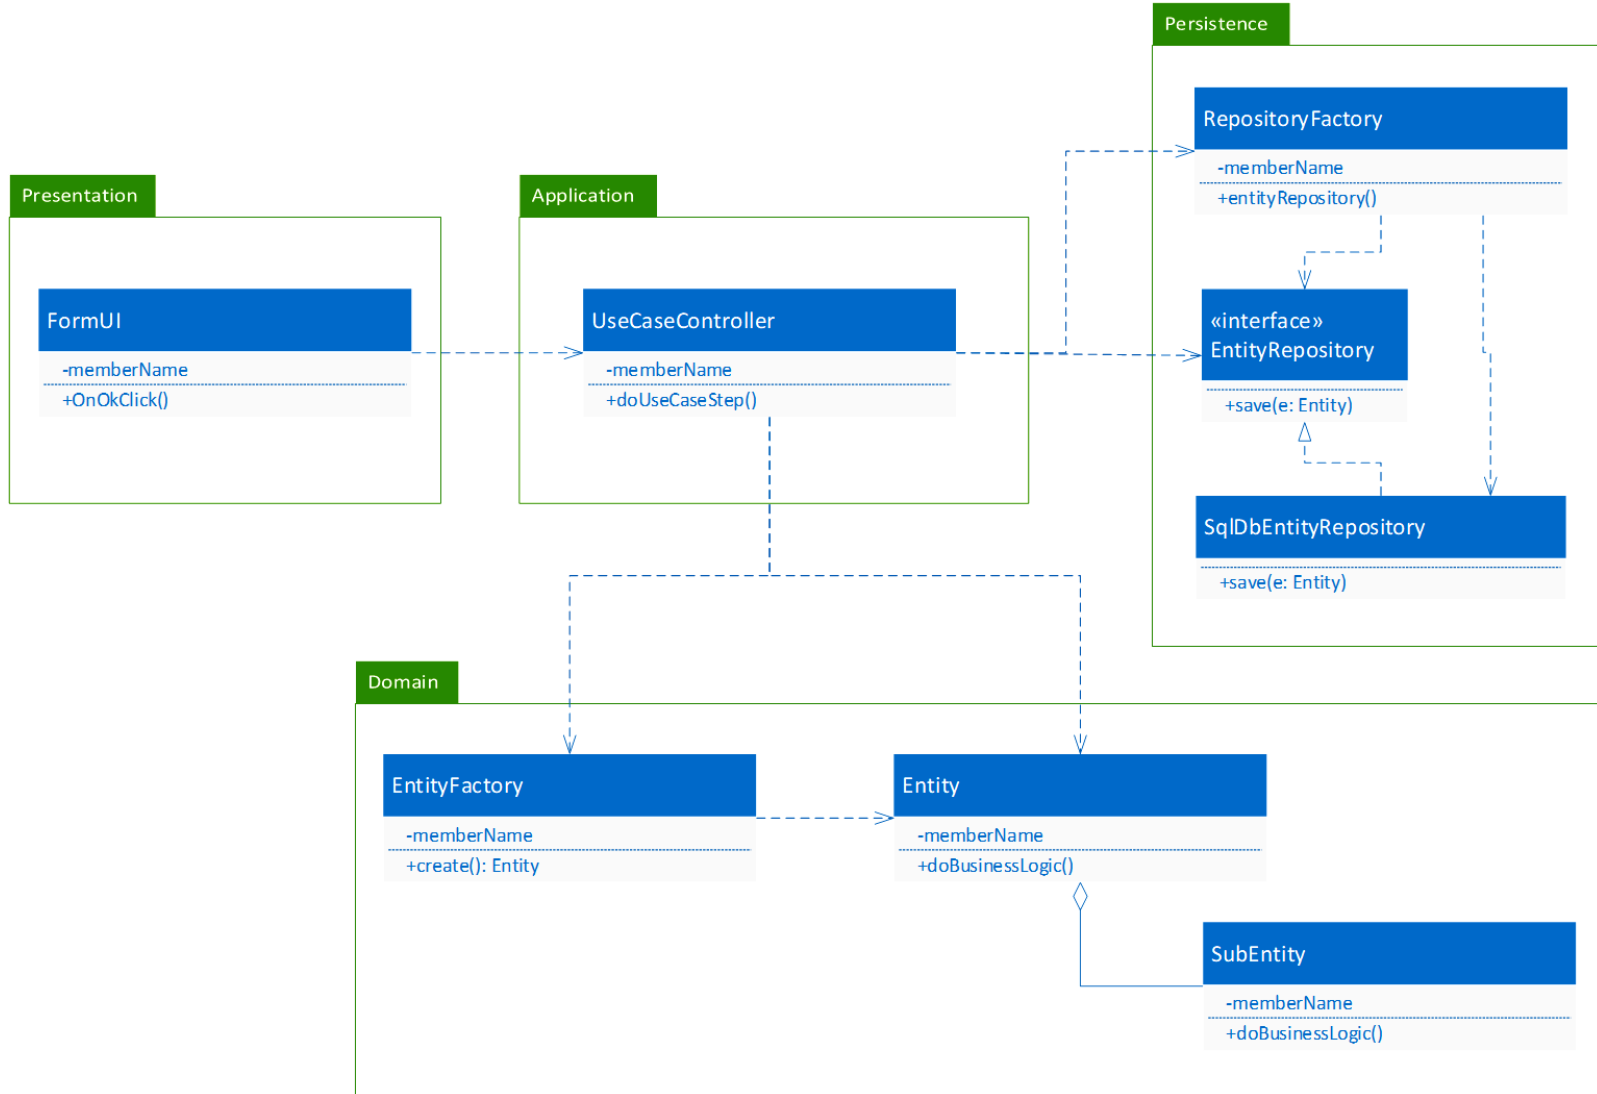 Persistence
RepositoryFactory
-memberName
+entityRepository()
Presentation
Application
FormUI
-memberName
+OnOkClick()
UseCaseController
-memberName
+doUseCaseStep()
«interface»
EntityRepository
+save(e: Entity)
SqlDbEntityRepository
+save(e: Entity)
Domain
EntityFactory
-memberName
+create(): Entity
Entity
-memberName
+doBusinessLogic()
SubEntity
-memberName
+doBusinessLogic()